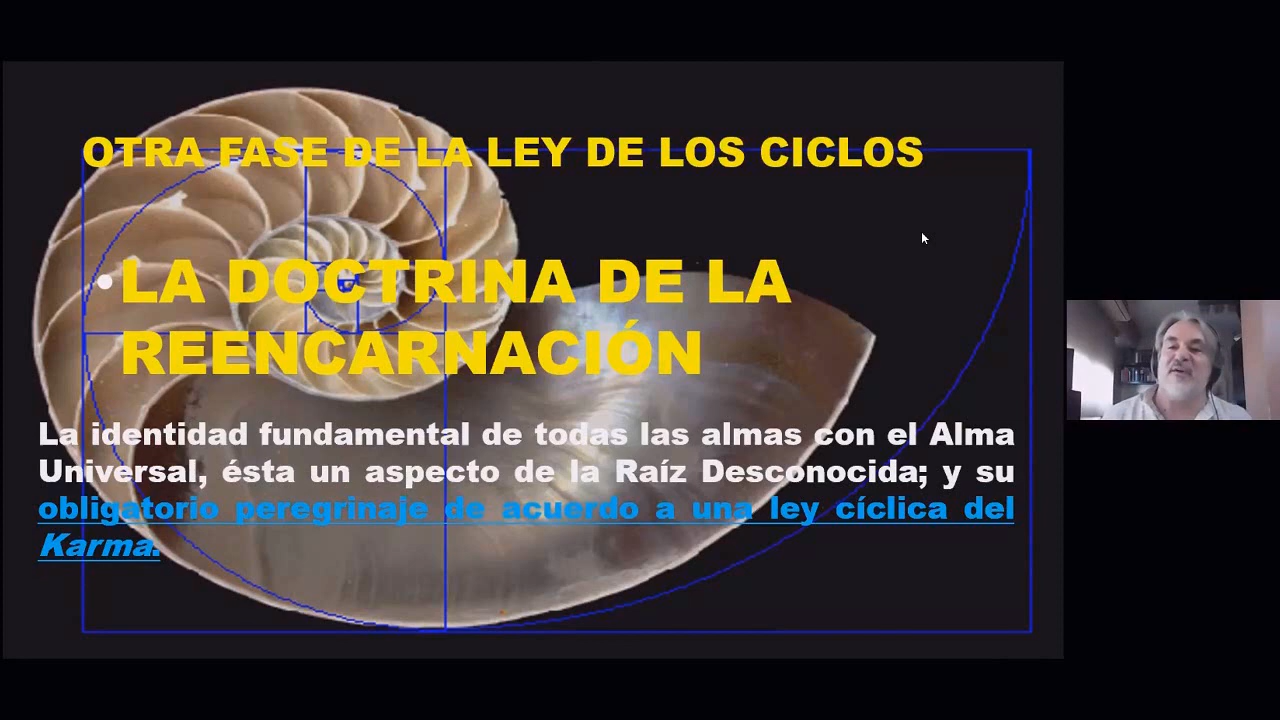 OTRA FASE DE LA LEY DE LOS CICLOS
• LA DOCTRINA DE LA
REENCARNACIÓN
La identidad fundamental de todas las almas con el Alma
Universal, ésta un aspecto de la Raíz Desconocida; y su
obligatorio peregrinaje de acuerdo a una ley cíclica del
Karma.